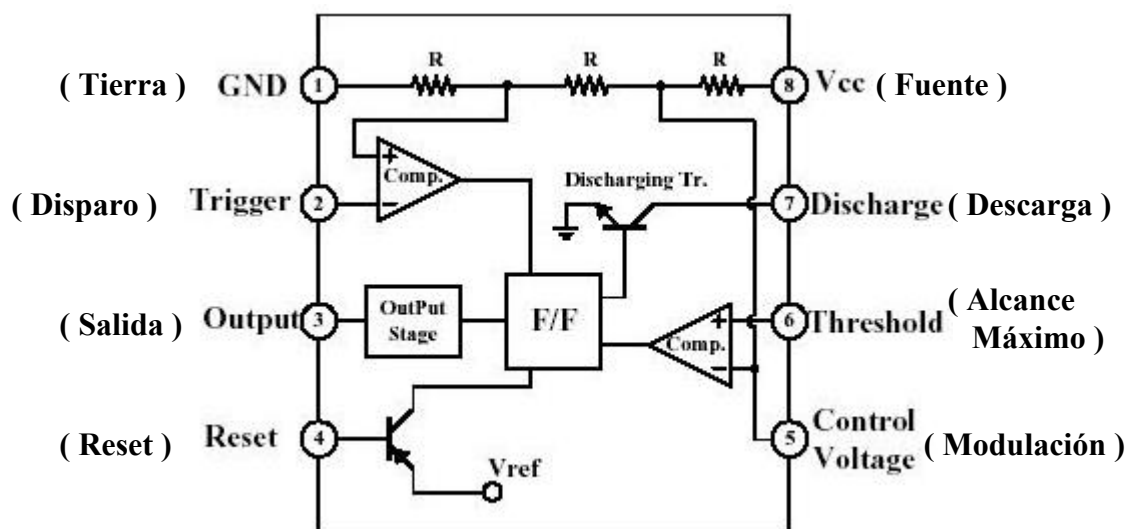 R R R
( Tierra ) GND 1 8 Vcc ( Fuente )
+
Comp.
−
Discharging Tr.
( Disparo ) Trigger 2 7 Discharge ( Descarga )
( Salida ) Output 3
OutPut
Stage
F/F
+
Comp.
−
6 Threshold ( Alcance
Máximo )
( Reset ) Reset 4
Vref
5 Control
Voltage ( Modulación )